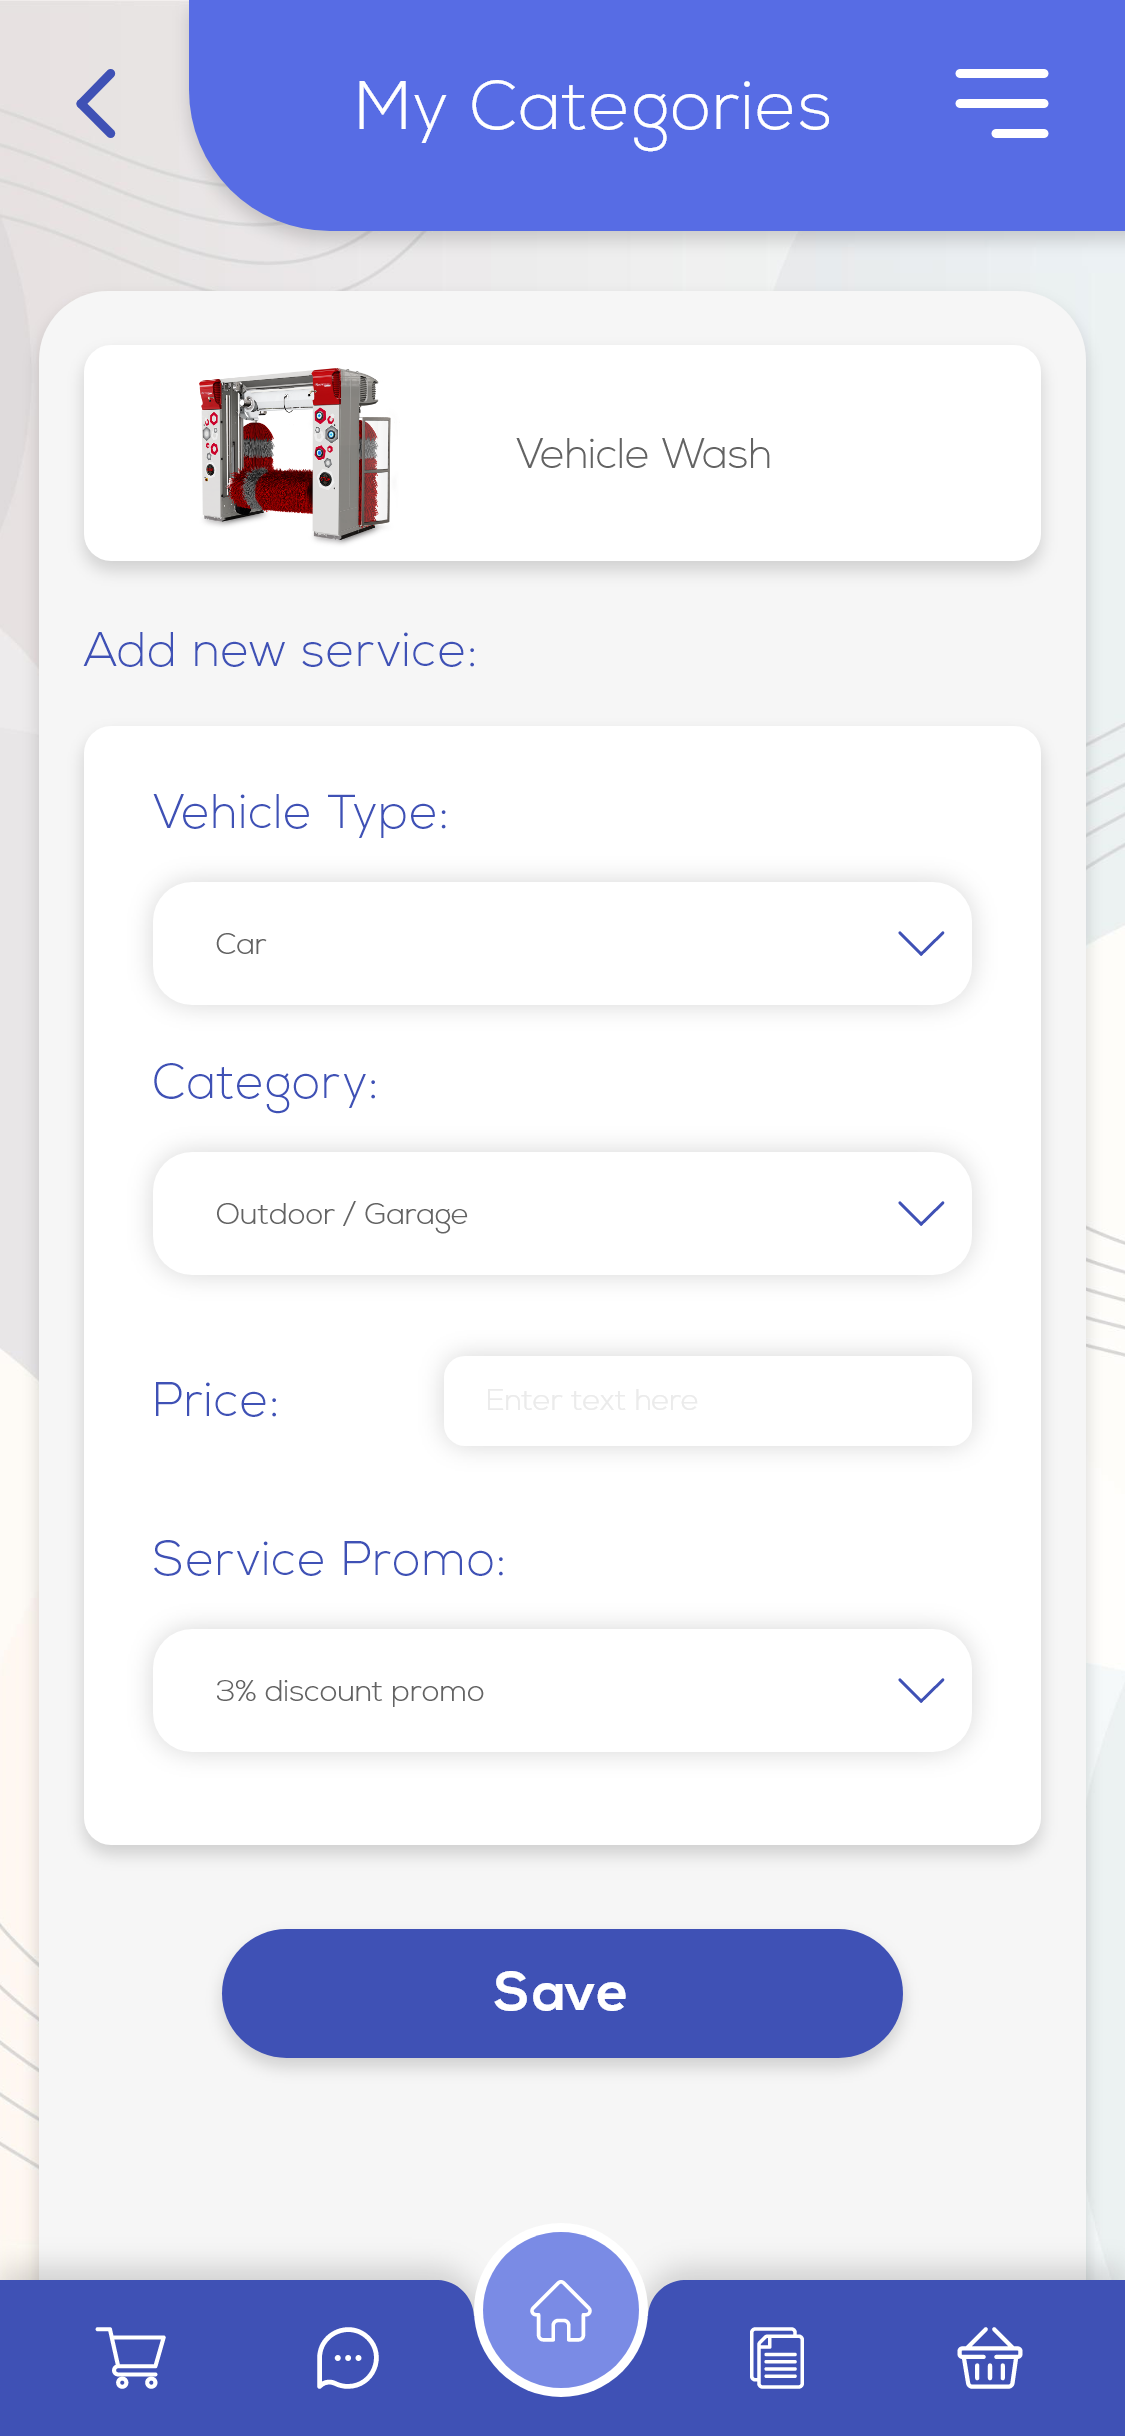 My Categories
Vehicle Wash
Add new service:
Vehicle Type:
Car
Category:
Outdoor / Garage
Price:
Enter text here
Service Promo:
3% discount promo
Save